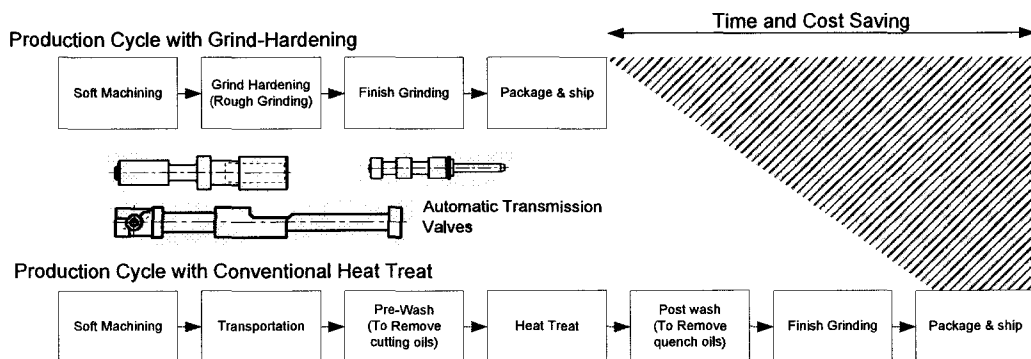 Time and Cost Saving
Production Cycle with Grind-Hardening
Soft Machining
Grind Hardening
(Rough Grinding)
Finish Grinding
Package & ship
Automatic Transmission
Valves
Production Cycle with Conventional Heat Treat
Soft Machining
Transportation
Pre-Wash
(To Remove
cutting oils)
Heat Treat
Post wash
(To Remove
quench oils)
Finish Grinding
Package & ship